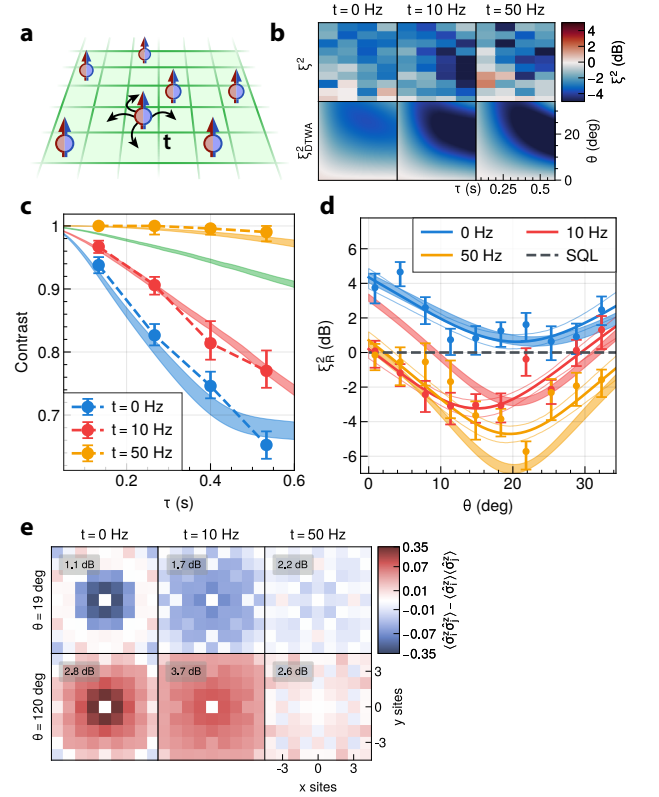 a
t
b
t = 0 Hz
t = 10 Hz
t = 50 Hz
ξ²
ξ²DTWA
4
2
0
−2
−4
ξ² (dB)
20
0
θ (deg)
τ (s)
0.25
0.5
c
1
0.9
0.8
0.7
Contrast
t = 0 Hz
t = 10 Hz
t = 50 Hz
0.2
0.4
0.6
τ (s)
d
0 Hz
10 Hz
50 Hz
SQL
6
4
2
0
−2
−4
−6
ξ²R (dB)
0
10
20
30
θ (deg)
e
t = 0 Hz
t = 10 Hz
t = 50 Hz
θ = 19 deg
1.1 dB
1.7 dB
2.2 dB
θ = 120 deg
2.8 dB
3.7 dB
2.6 dB
0.35
0.07
0.01
−0.01
−0.07
−0.35
⟨σ̂ᶻᵢσ̂ᶻⱼ⟩ − ⟨σ̂ᶻᵢ⟩⟨σ̂ᶻⱼ⟩
3
0
−3
y sites
−3
0
3
x sites